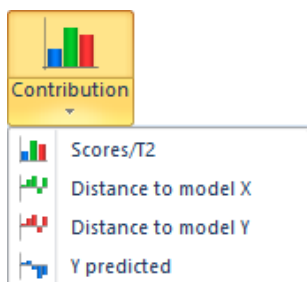 Contribution
Scores/T2
Distance to model X
Distance to model Y
Y predicted